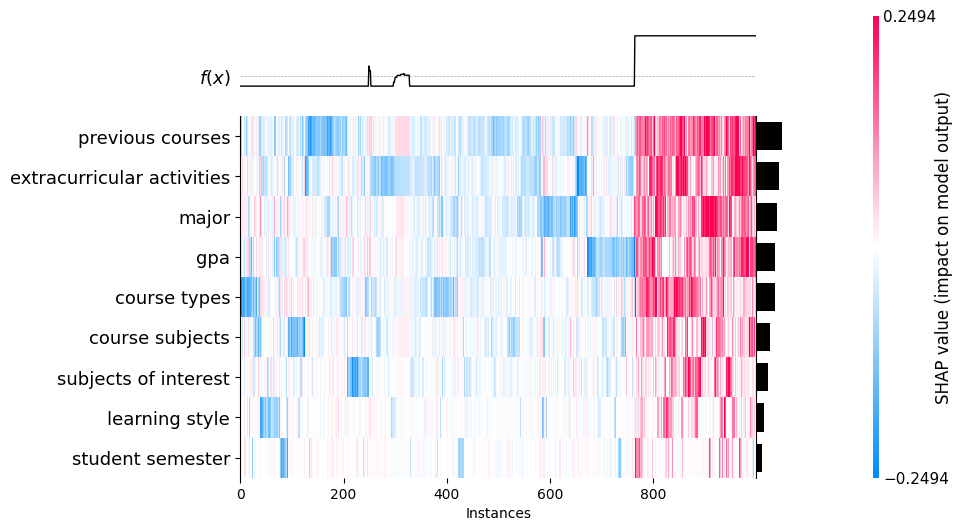 0.2494
f(x)
previous courses
extracurricular activities
major
gpa
course types
course subjects
subjects of interest
learning style
student semester
0 200 400 600 800
Instances
SHAP value (impact on model output)
−0.2494